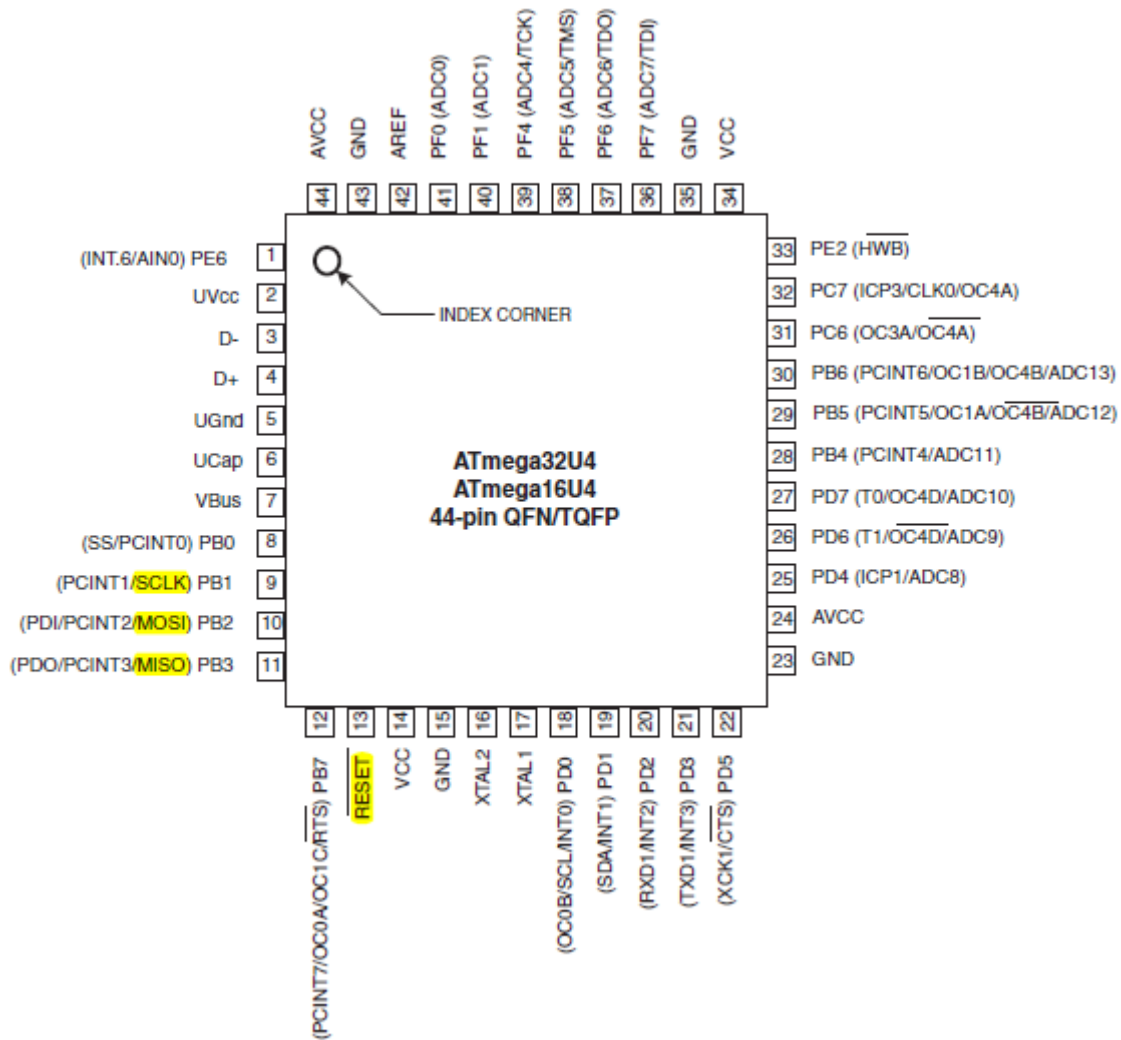 AVCC
GND
AREF
PF0 (ADC0)
PF1 (ADC1)
PF4 (ADC4/TCK)
PF5 (ADC5/TMS)
PF6 (ADC6/TDO)
PF7 (ADC7/TDI)
GND
VCC
44 43 42 41 40 39 38 37 36 35 34
(INT.6/AIN0) PE6 1
UVcc 2
D- 3
D+ 4
UGnd 5
UCap 6
VBus 7
(SS/PCINT0) PB0 8
(PCINT1/SCLK) PB1 9
(PDI/PCINT2/MOSI) PB2 10
(PDO/PCINT3/MISO) PB3 11
INDEX CORNER
ATmega32U4
ATmega16U4
44-pin QFN/TQFP
33 PE2 (HWB)
32 PC7 (ICP3/CLK0/OC4A)
31 PC6 (OC3A/OC4A)
30 PB6 (PCINT6/OC1B/OC4B/ADC13)
29 PB5 (PCINT5/OC1A/OC4B/ADC12)
28 PB4 (PCINT4/ADC11)
27 PD7 (T0/OC4D/ADC10)
26 PD6 (T1/OC4D/ADC9)
25 PD4 (ICP1/ADC8)
24 AVCC
23 GND
12 13 14 15 16 17 18 19 20 21 22
(PCINT7/OC0A/OC1C/RTS) PB7
RESET
VCC
GND
XTAL2
XTAL1
(OC0B/SCL/INT0) PD0
(SDA/INT1) PD1
(RXD1/INT2) PD2
(TXD1/INT3) PD3
(XCK1/CTS) PD5